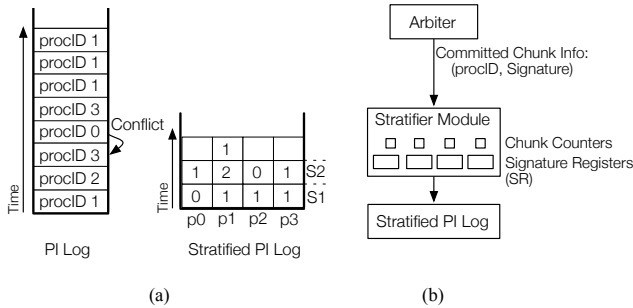 procID 1
procID 1
procID 1
procID 3
procID 0
procID 3
procID 2
procID 1
Conflict
Time
PI Log
Time
1
1 2 0 1 S2
0 1 1 1 S1
p0 p1 p2 p3
Stratified PI Log
(a)
Arbiter
Committed Chunk Info:
(procID, Signature)
Stratifier Module
Chunk Counters
Signature Registers
(SR)
Stratified PI Log
(b)